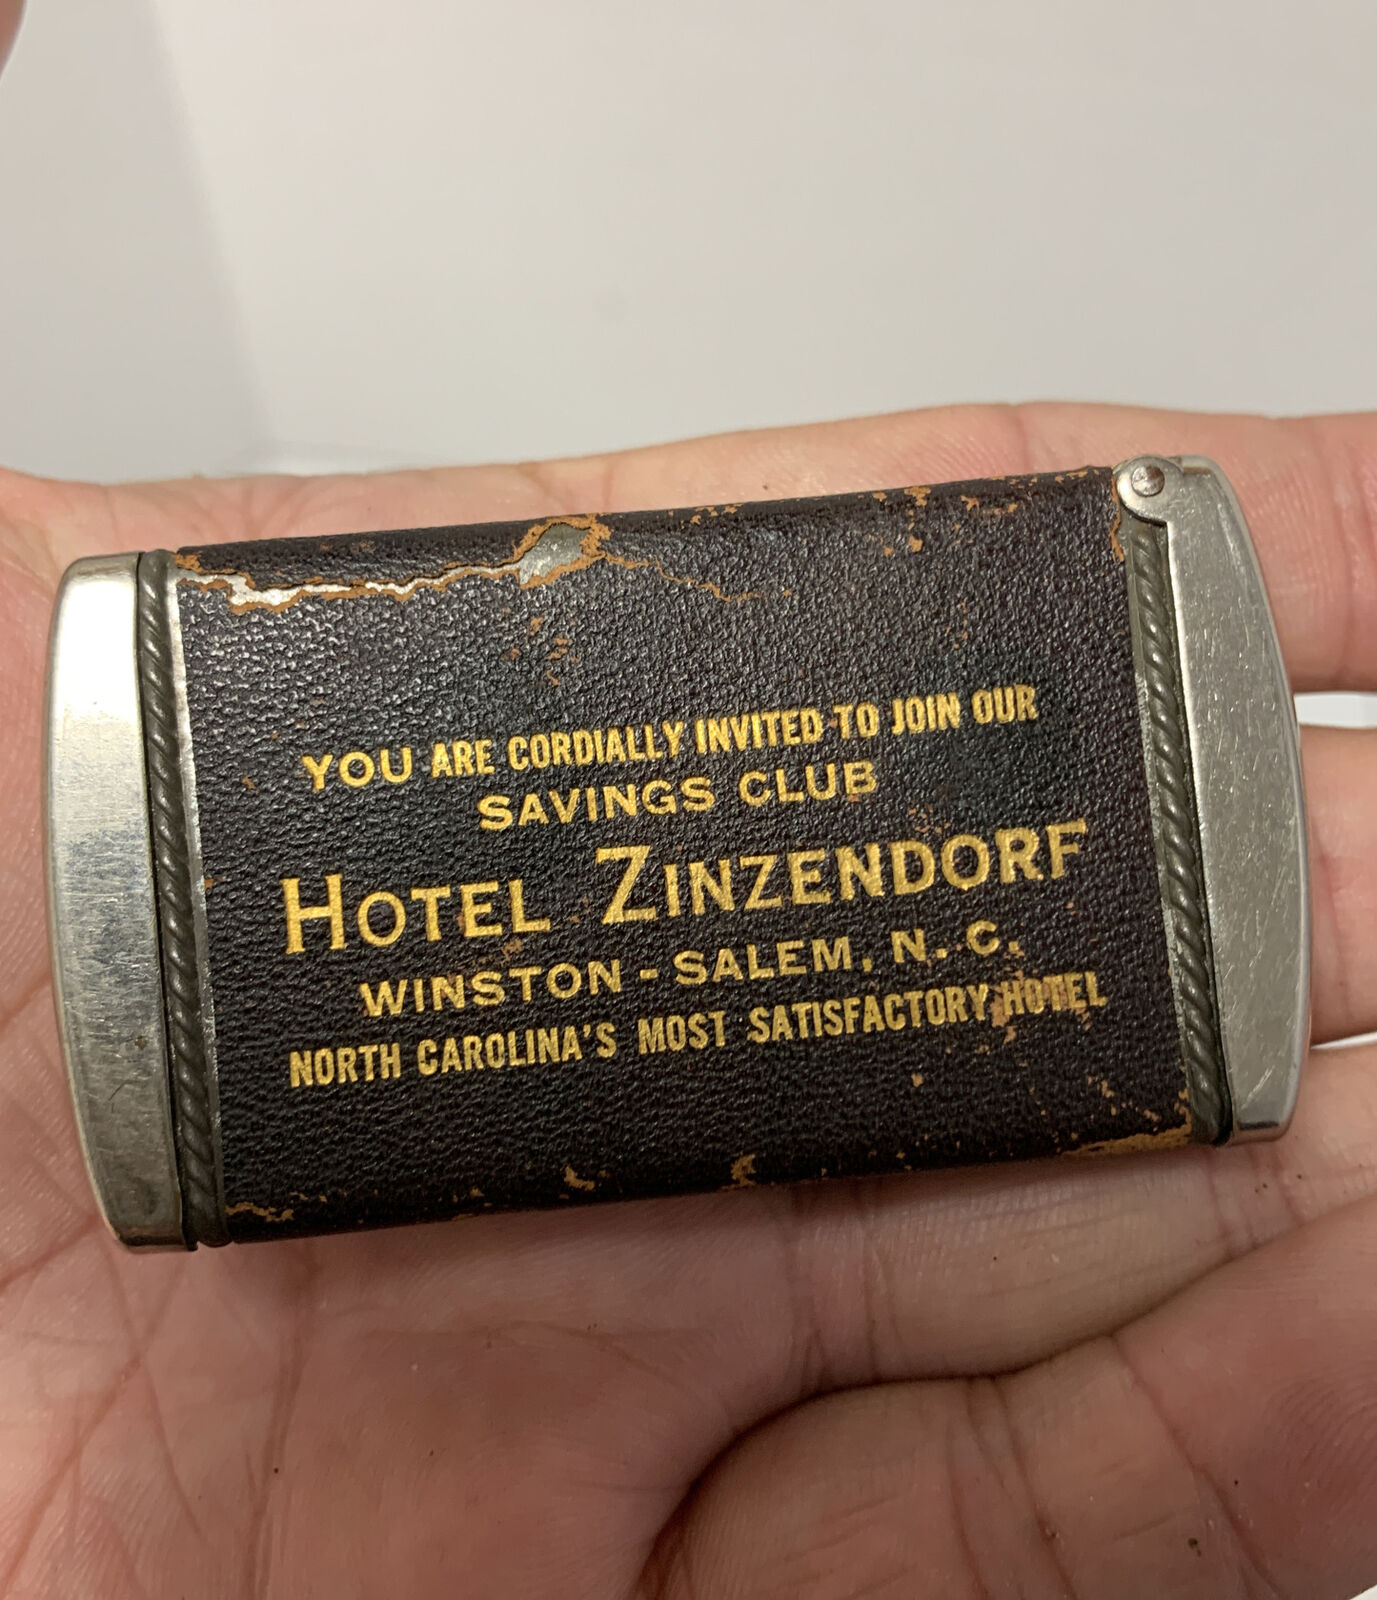 YOU ARE CORDIALLY INVITED TO JOIN OUR
SAVINGS CLUB
HOTEL ZINZENDORF
WINSTON - SALEM, N. C.
NORTH CAROLINA'S MOST SATISFACTORY HOTEL